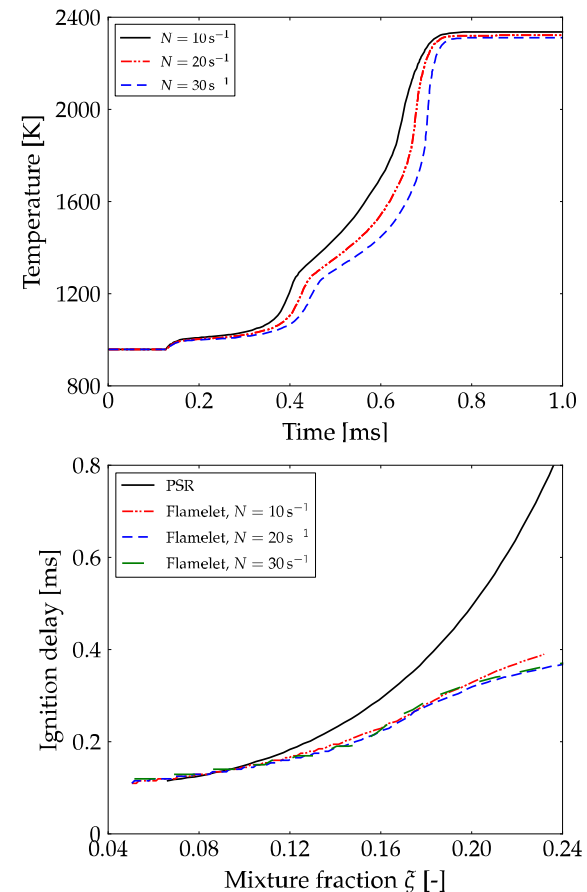 2400
2000
1600
1200
800
Temperature [K]
N = 10 s⁻¹
N = 20 s⁻¹
N = 30 s⁻¹
0 0.2 0.4 0.6 0.8 1.0
Time [ms]
0.8
0.6
0.4
0.2
0
Ignition delay [ms]
PSR
Flamelet, N = 10 s⁻¹
Flamelet, N = 20 s⁻¹
Flamelet, N = 30 s⁻¹
0.04 0.08 0.12 0.16 0.20 0.24
Mixture fraction ξ [-]